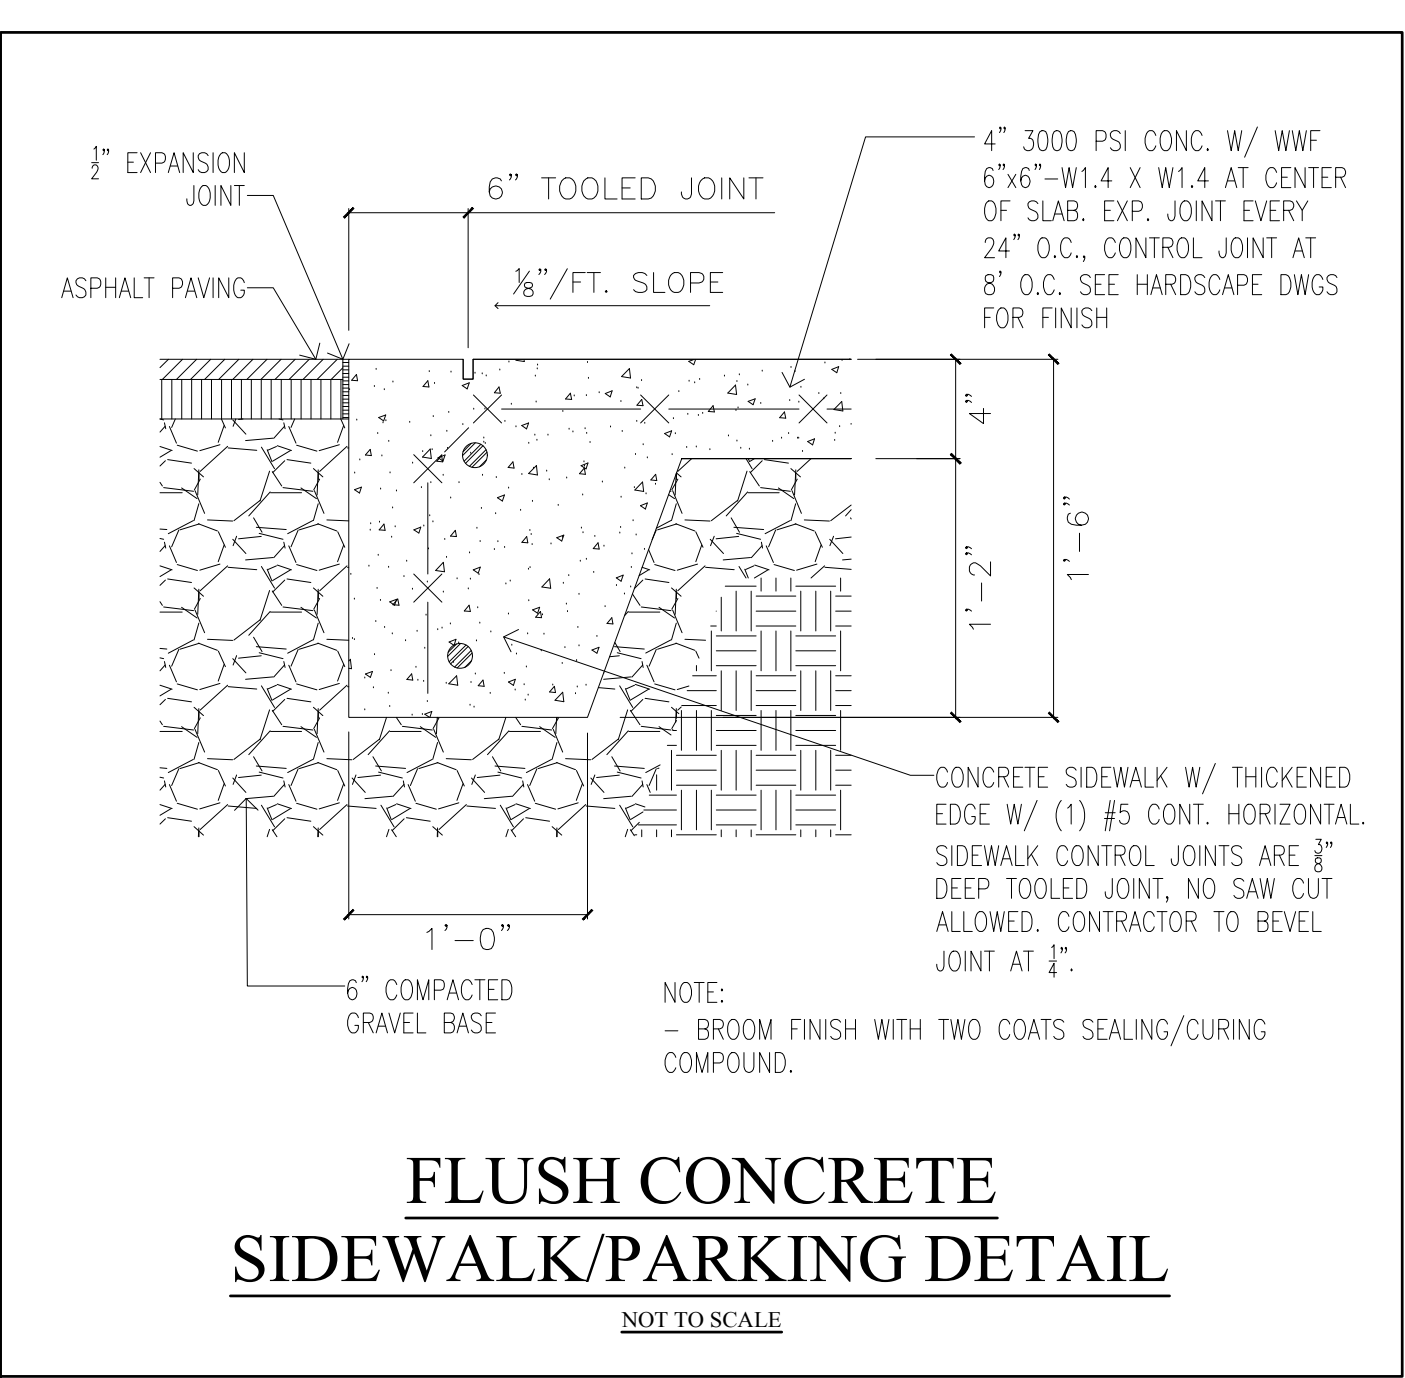 ½" EXPANSION
JOINT
ASPHALT PAVING
6" TOOLED JOINT
⅛"/FT. SLOPE
4" 3000 PSI CONC. W/ WWF
6"x6"-W1.4 X W1.4 AT CENTER
OF SLAB. EXP. JOINT EVERY
24" O.C., CONTROL JOINT AT
8' O.C. SEE HARDSCAPE DWGS
FOR FINISH
4"
1'-2"
1'-6"
CONCRETE SIDEWALK W/ THICKENED
EDGE W/ (1) #5 CONT. HORIZONTAL.
SIDEWALK CONTROL JOINTS ARE ⅜"
DEEP TOOLED JOINT, NO SAW CUT
ALLOWED. CONTRACTOR TO BEVEL
JOINT AT ¼".
1'-0"
6" COMPACTED
GRAVEL BASE
NOTE:
- BROOM FINISH WITH TWO COATS SEALING/CURING
COMPOUND.
FLUSH CONCRETE
SIDEWALK/PARKING DETAIL
NOT TO SCALE